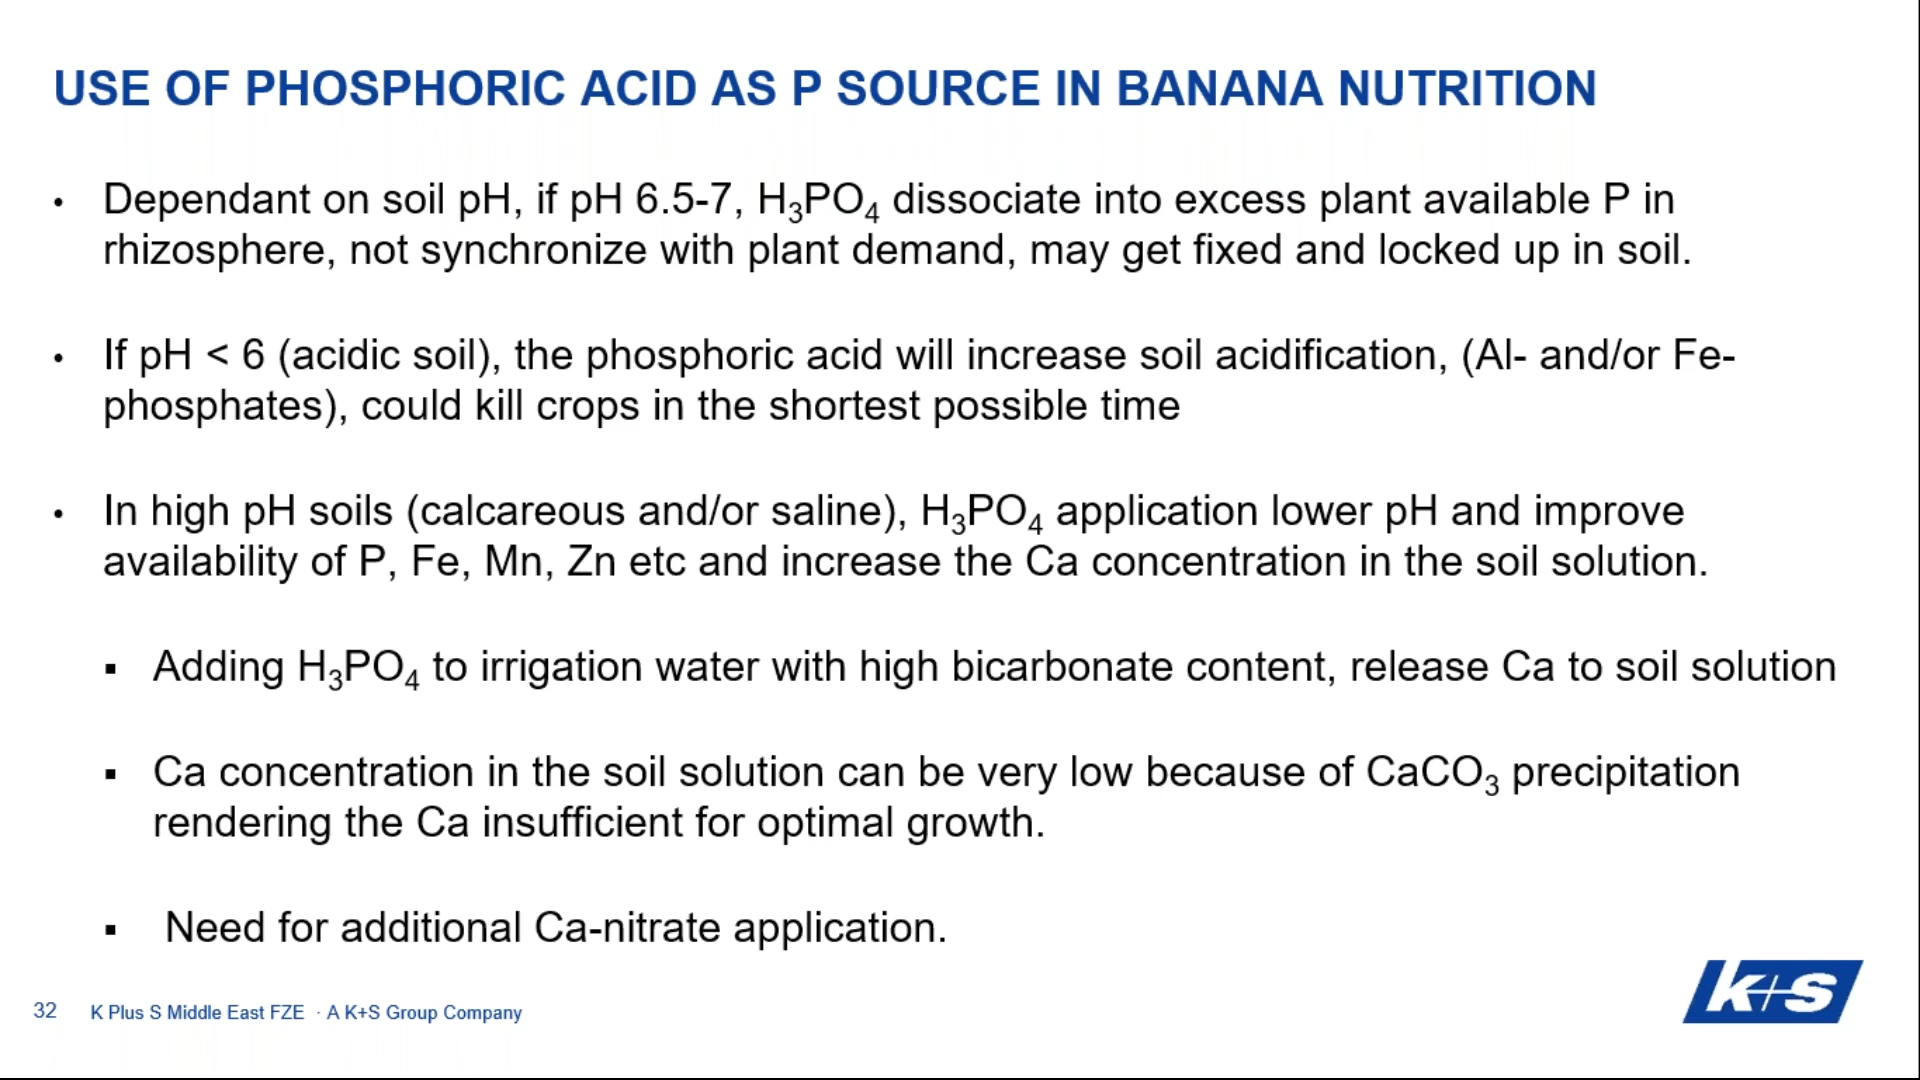 USE OF PHOSPHORIC ACID AS P SOURCE IN BANANA NUTRITION
• Dependant on soil pH, if pH 6.5-7, H₃PO₄ dissociate into excess plant available P in
rhizosphere, not synchronize with plant demand, may get fixed and locked up in soil.
• If pH < 6 (acidic soil), the phosphoric acid will increase soil acidification, (Al- and/or Fe-
phosphates), could kill crops in the shortest possible time
• In high pH soils (calcareous and/or saline), H₃PO₄ application lower pH and improve
availability of P, Fe, Mn, Zn etc and increase the Ca concentration in the soil solution.
▪ Adding H₃PO₄ to irrigation water with high bicarbonate content, release Ca to soil solution
▪ Ca concentration in the soil solution can be very low because of CaCO₃ precipitation
rendering the Ca insufficient for optimal growth.
▪ Need for additional Ca-nitrate application.
32 K Plus S Middle East FZE · A K+S Group Company
K+S